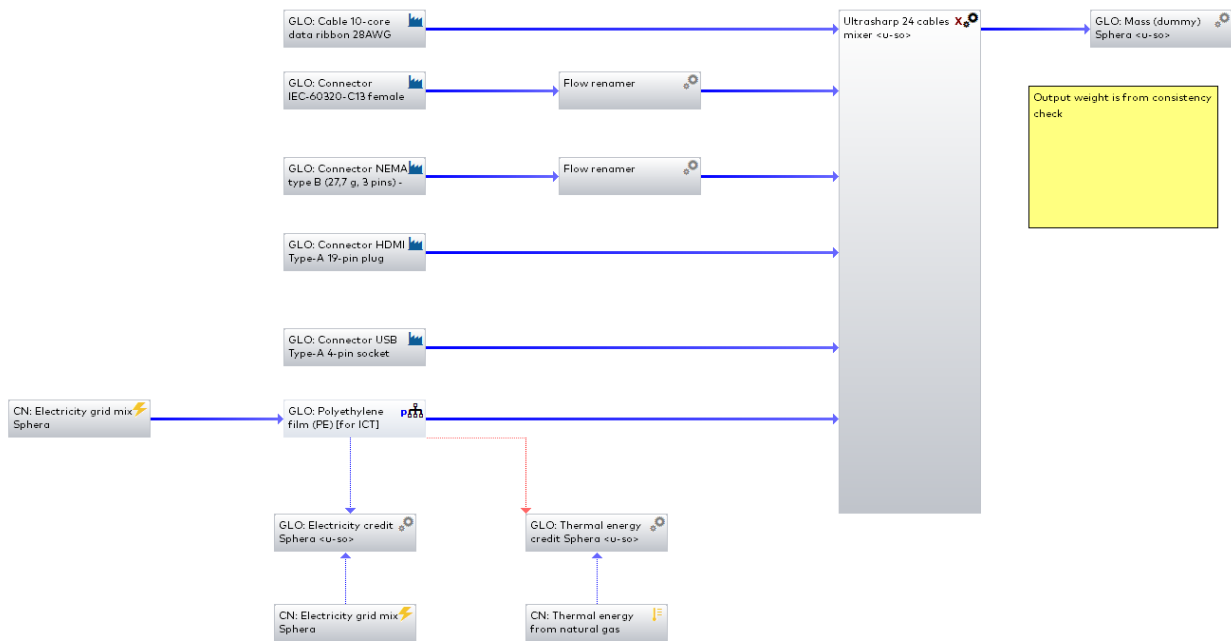 GLO: Cable 10-core
data ribbon 28AWG
Ultrasharp 24 cables
mixer <u-so>
X
GLO: Mass (dummy)
Sphera <u-so>
GLO: Connector
IEC-60320-C13 female
Flow renamer
Output weight is from consistency
check
GLO: Connector NEMA
type B (27,7 g, 3 pins) -
Flow renamer
GLO: Connector HDMI
Type-A 19-pin plug
GLO: Connector USB
Type-A 4-pin socket
CN: Electricity grid mix
Sphera
GLO: Polyethylene
film (PE) [for ICT]
p
GLO: Electricity credit
Sphera <u-so>
GLO: Thermal energy
credit Sphera <u-so>
CN: Electricity grid mix
Sphera
CN: Thermal energy
from natural gas